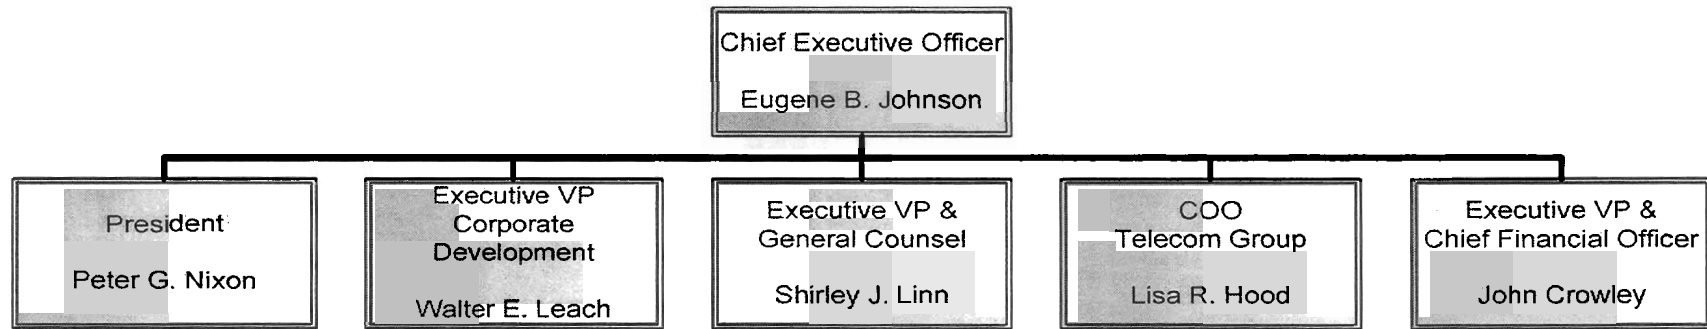 Chief Executive Officer
Eugene B. Johnson
President
Peter G. Nixon
Executive VP
Corporate
Development
Walter E. Leach
Executive VP &
General Counsel
Shirley J. Linn
COO
Telecom Group
Lisa R. Hood
Executive VP &
Chief Financial Officer
John Crowley